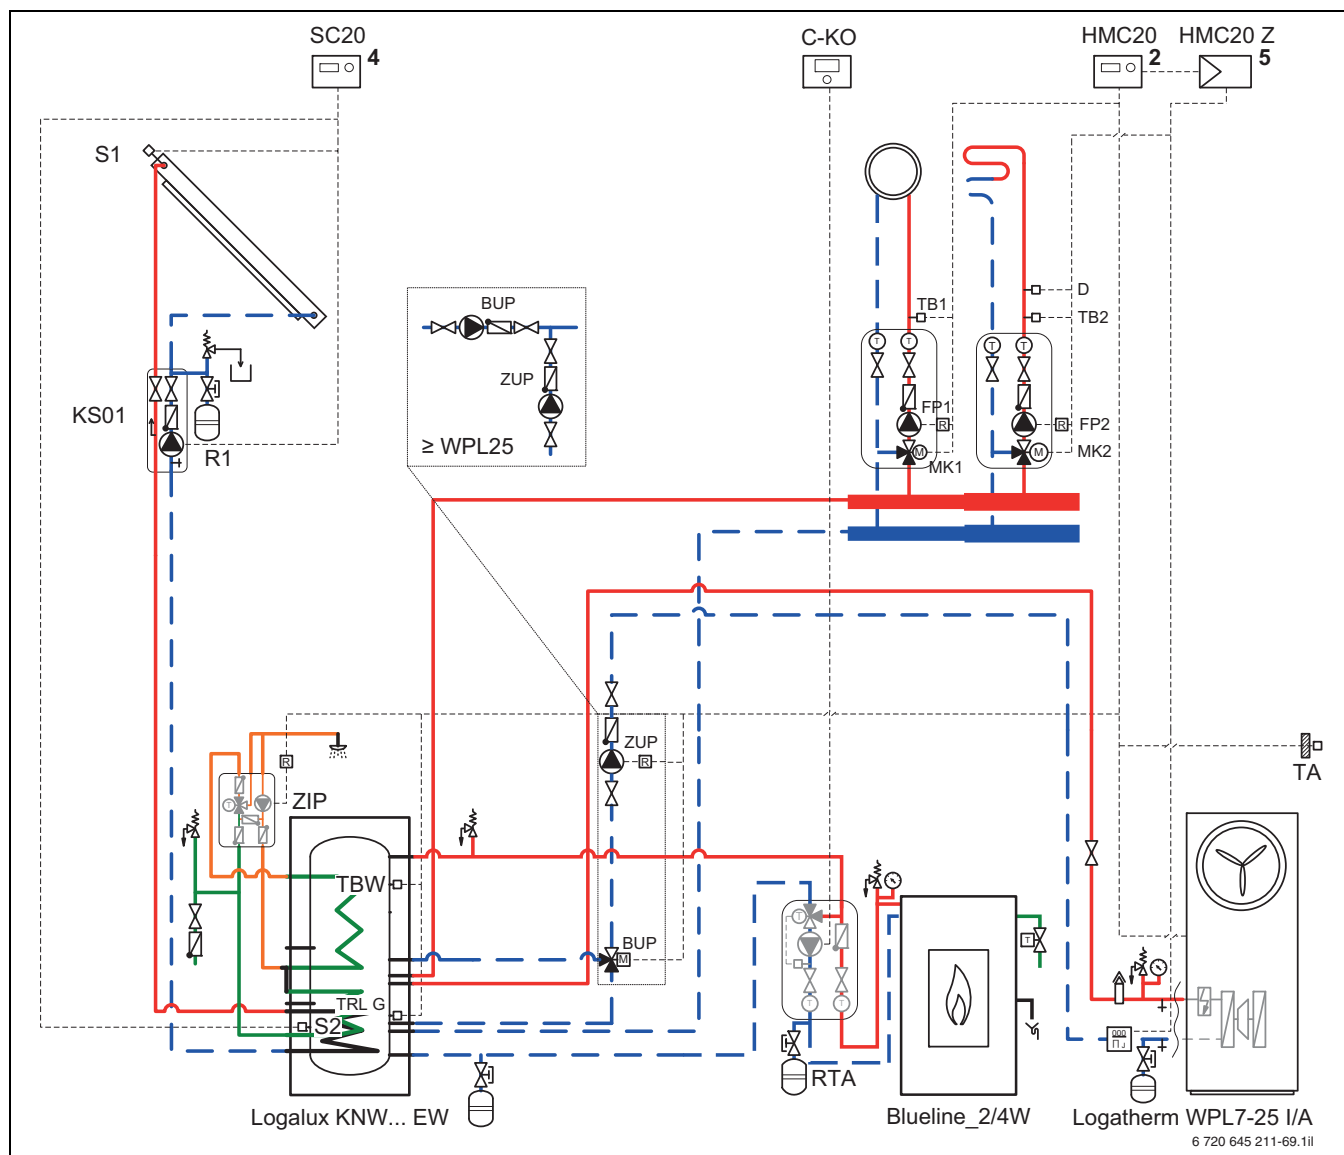 SC20
4
C-KO
HMC20
2
HMC20 Z
5
S1
D
TB1
TB2
BUP
ZUP
≥ WPL25
T
T
T
T
KS01
R1
FP1
R
R
FP2
M
MK1
M
MK2
ZUP
R
R
ZIP
T
TA
TBW
BUP
M
T
T
TRL G
S2
T
T
000
RTA
Logalux KNW... EW
Blueline_2/4W
Logatherm WPL7-25 I/A
6 720 645 211-69.1il